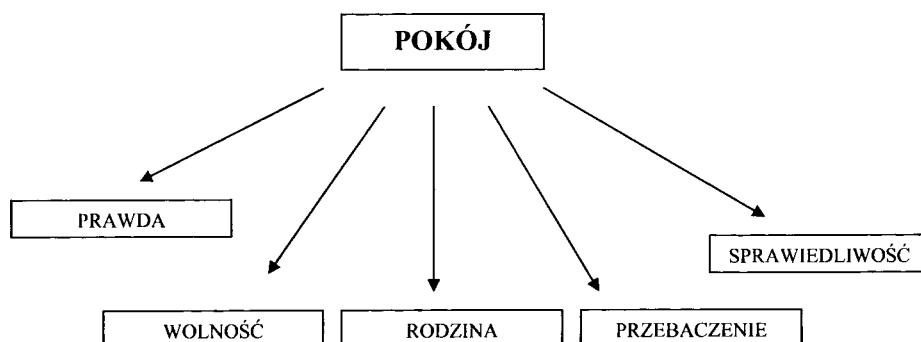 POKÓJ
PRAWDA
SPRAWIEDLIWOŚĆ
WOLNOŚĆ
RODZINA
PRZEBACZENIE